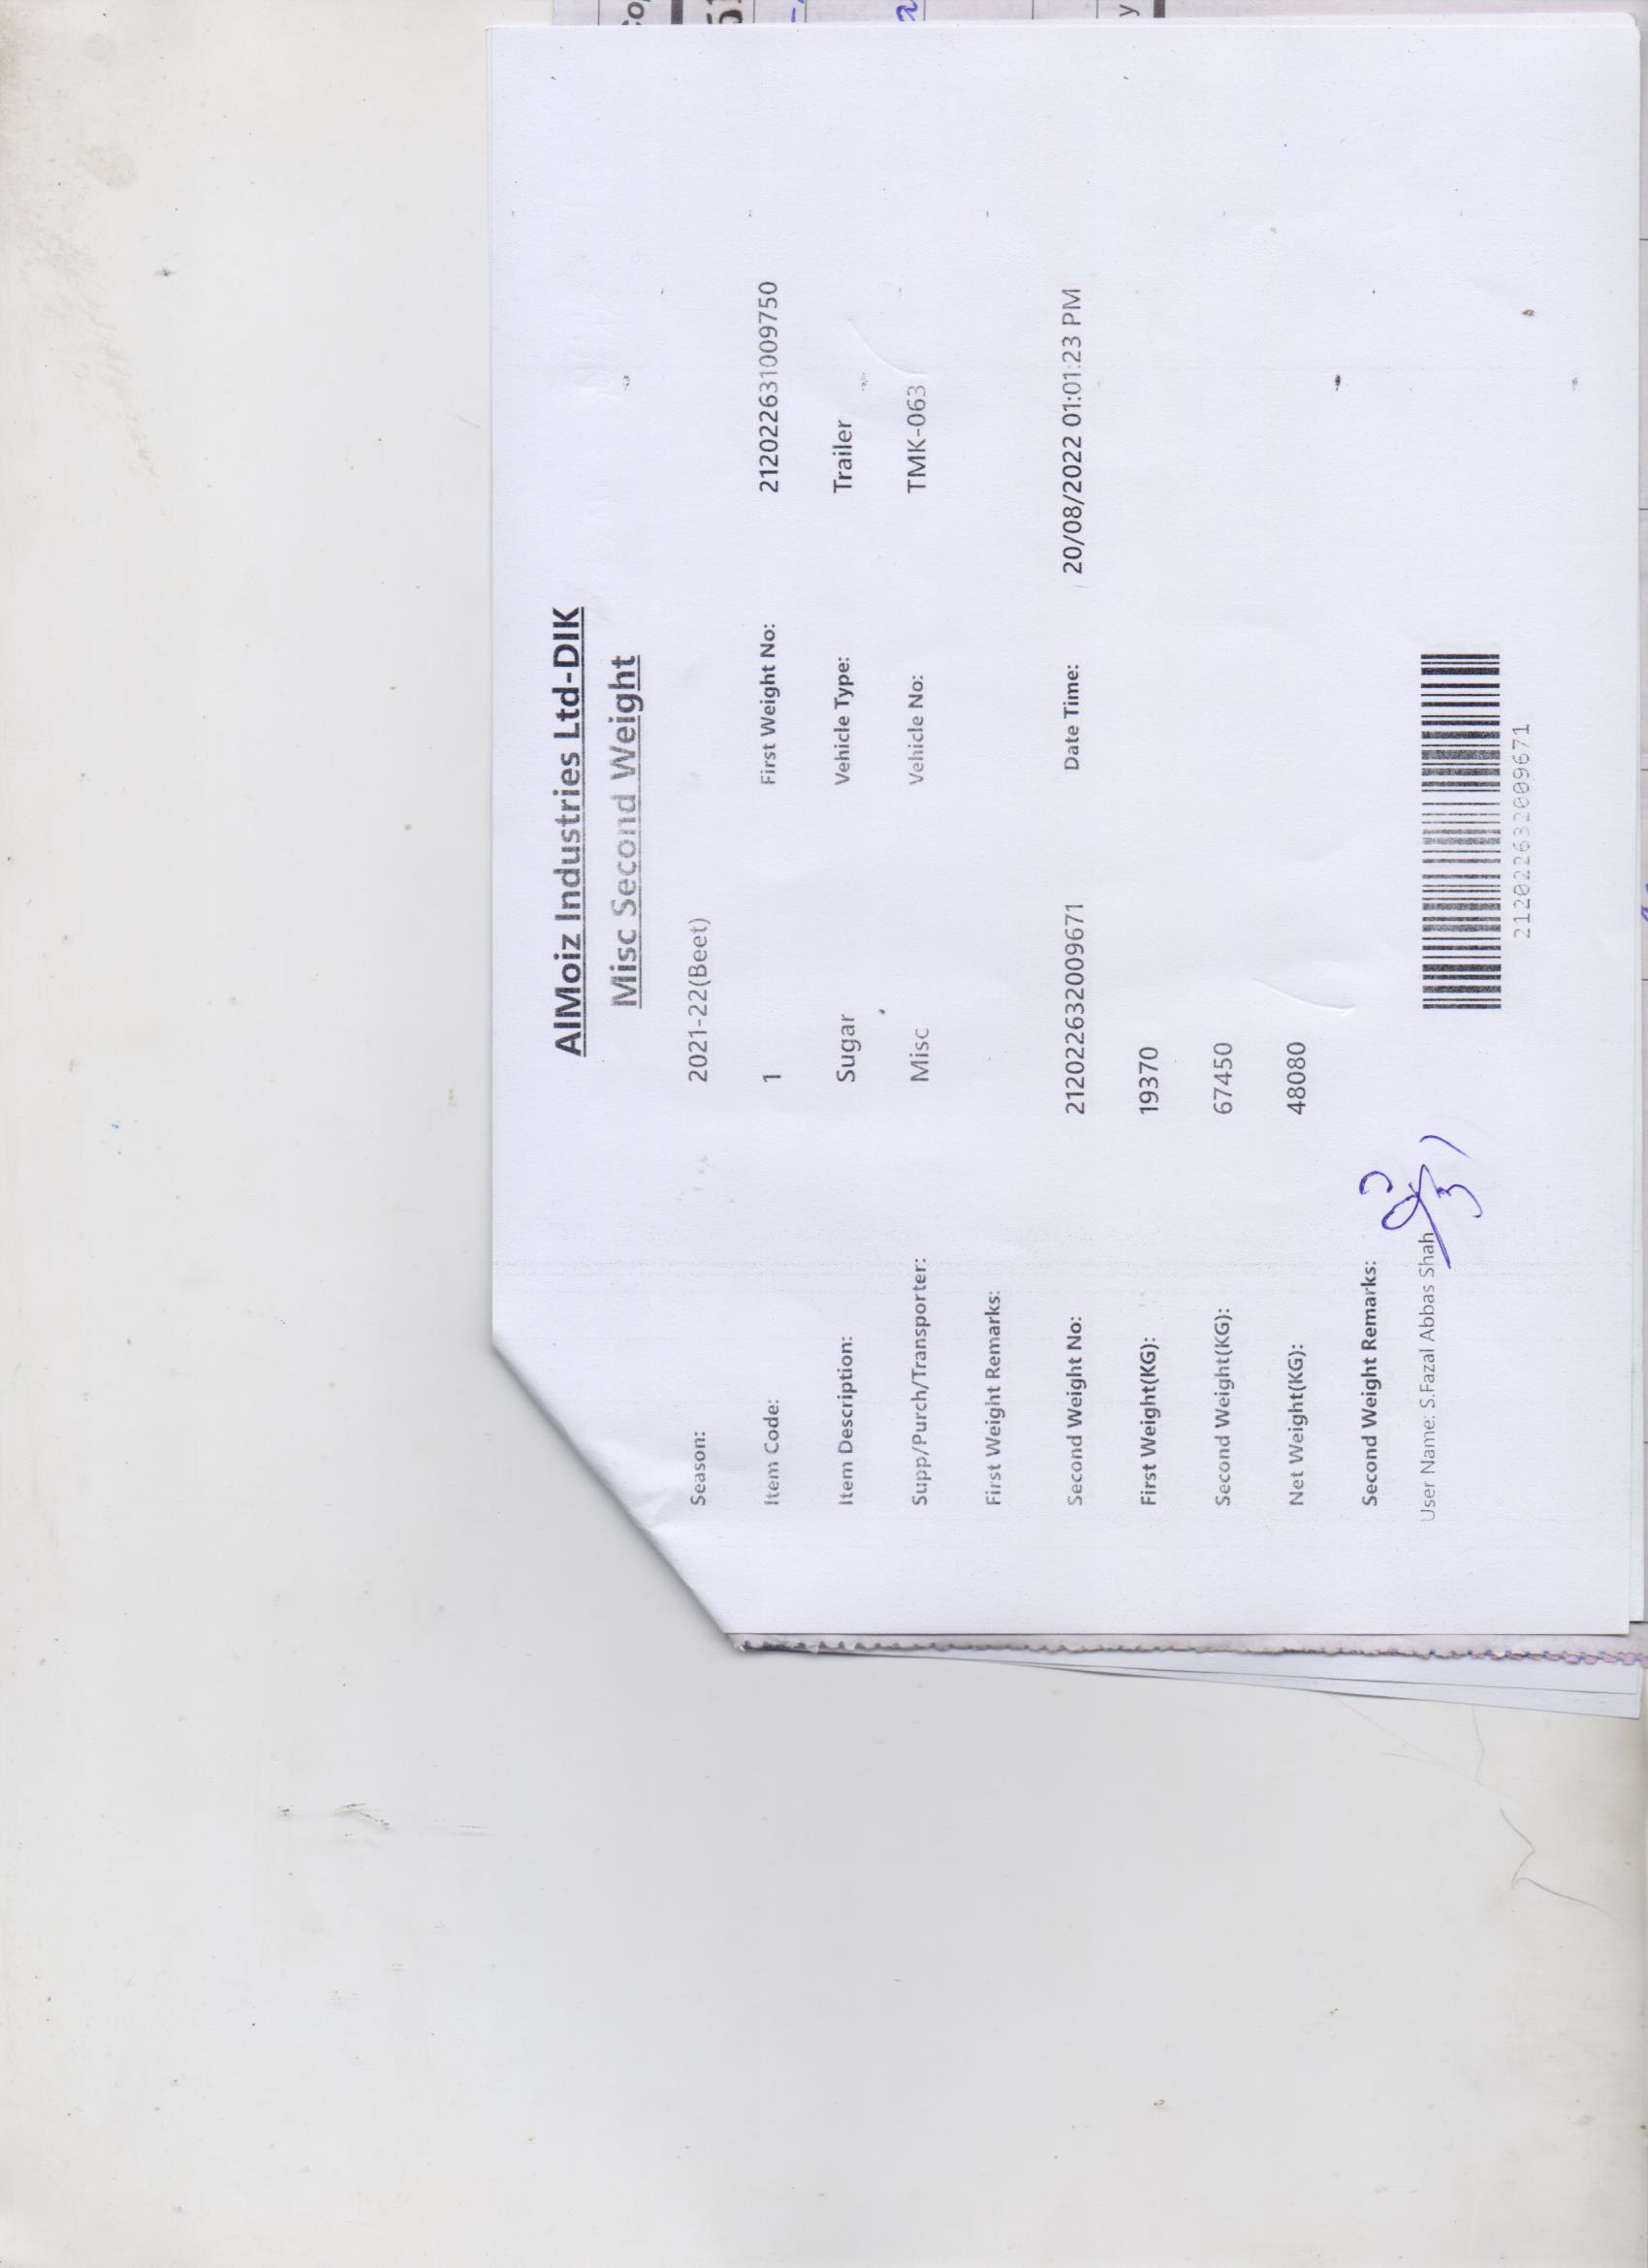 AlMoiz Industries Ltd-DIK
Misc Second Weight
Season: 2021-22(Beet)
Item Code: 1 First Weight No: 212022631009750
Item Description: Sugar Vehicle Type: Trailer
Supp/Purch/Transporter: Misc Vehicle No: TMK-063
First Weight Remarks:
Second Weight No: 212022632009671 Date Time: 20/08/2022 01:01:23 PM
First Weight(KG): 19370
Second Weight(KG): 67450
Net Weight(KG): 48080
Second Weight Remarks:
User Name: S.Fazal Abbas Shah
212022632009671